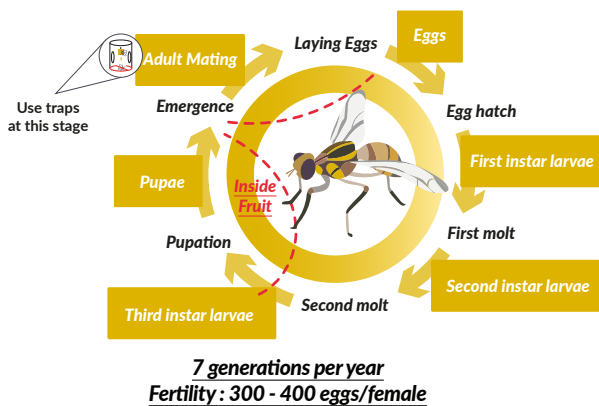 Laying Eggs
Eggs
Adult Mating
Use traps
at this stage
Emergence
Egg hatch
First instar larvae
Pupae
Inside
Fruit
Pupation
First molt
Second instar larvae
Third instar larvae
Second molt
7 generations per year
Fertility : 300 - 400 eggs/female